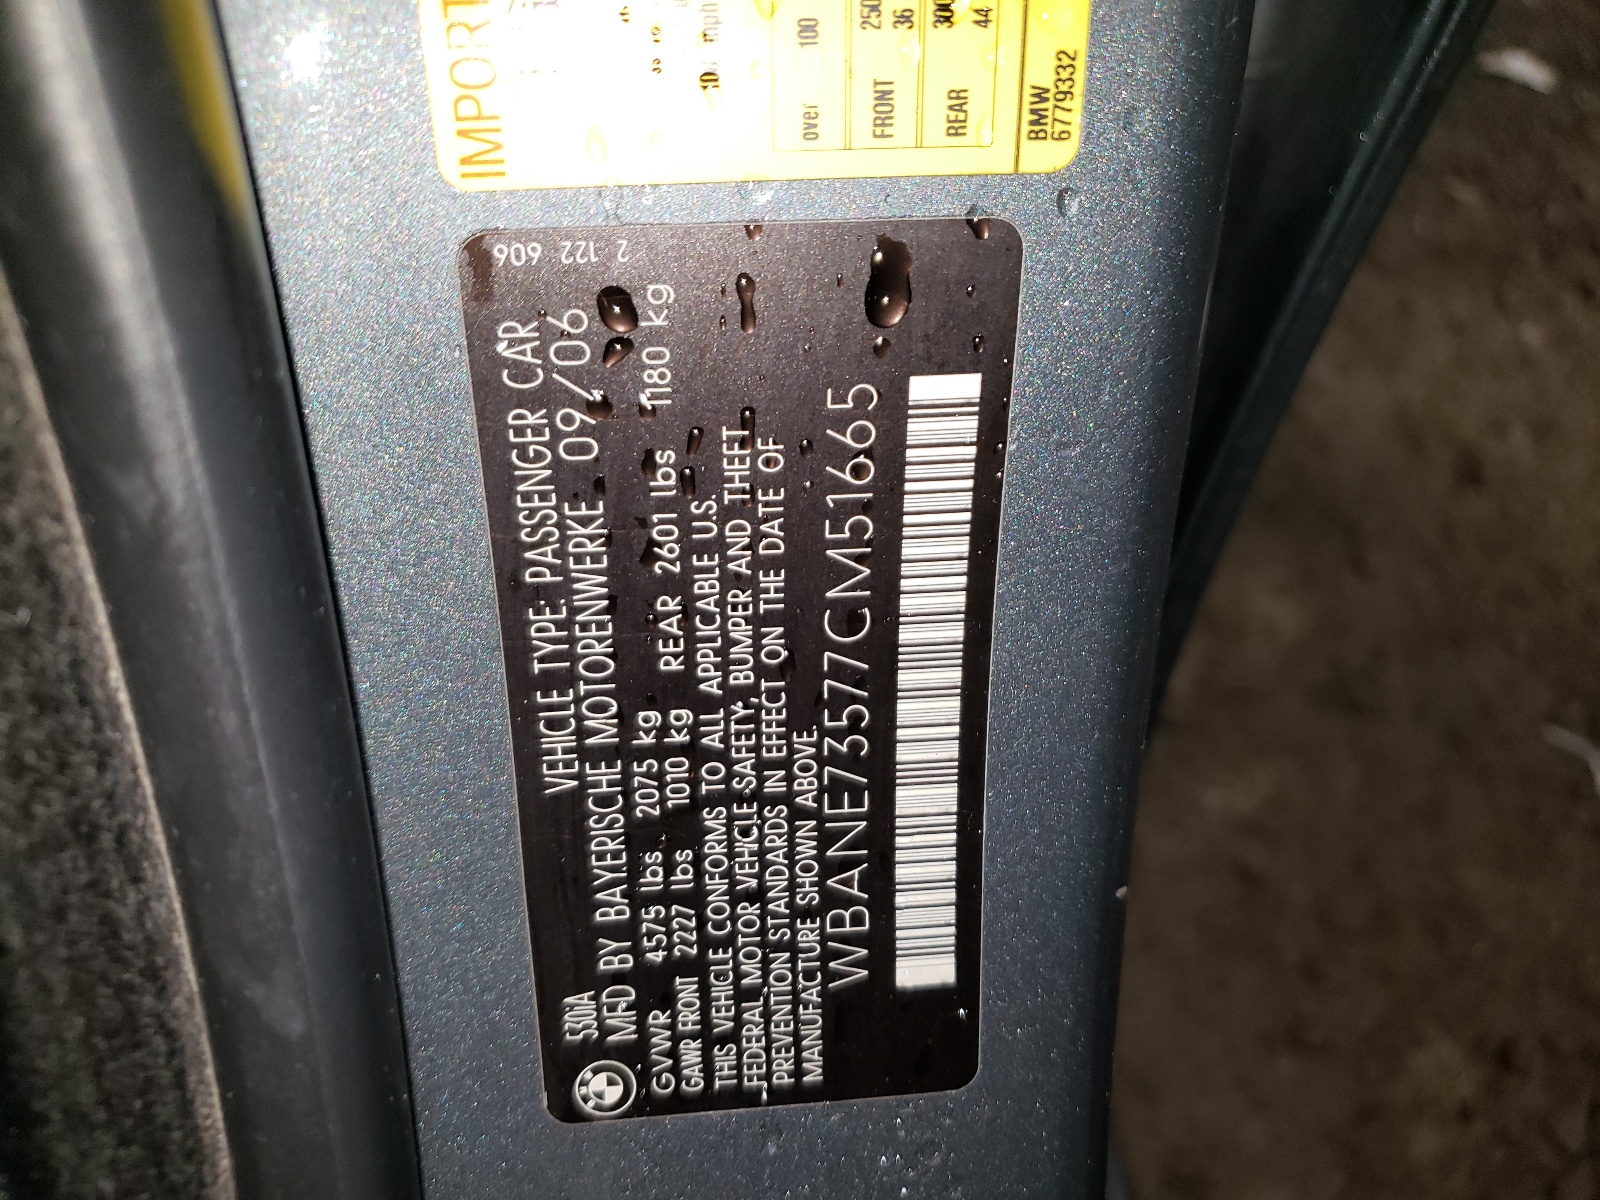 530iA VEHICLE TYPE: PASSENGER CAR
MFD BY BAYERISCHE MOTORENWERKE 09/06
GVWR 4575 lbs 2075 kg
GAWR FRONT 2227 lbs 1010 kg REAR 2601 lbs 1180 kg
THIS VEHICLE CONFORMS TO ALL APPLICABLE U.S.
FEDERAL MOTOR VEHICLE SAFETY, BUMPER AND THEFT
PREVENTION STANDARDS IN EFFECT ON THE DATE OF
MANUFACTURE SHOWN ABOVE.
WBANE73577CM51665
2 122 606
IMPORT
mph
over 100
FRONT 250
36
REAR 300
44
BMW
6779332